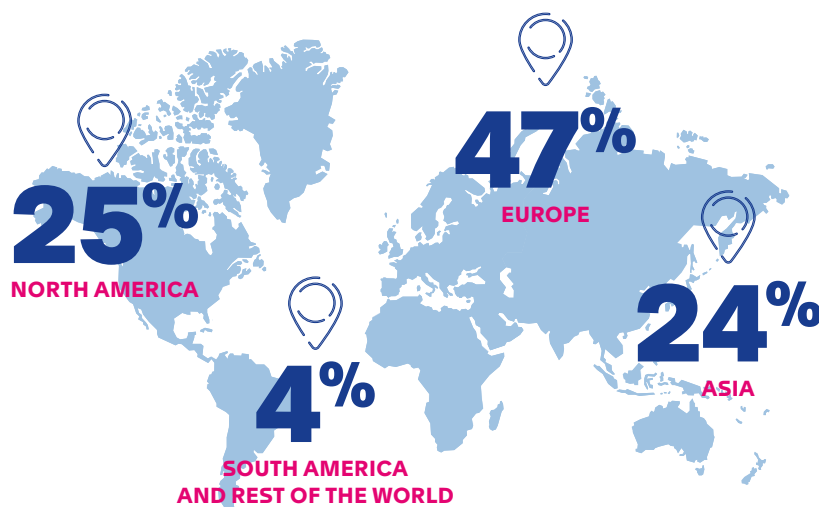 47%
EUROPE
25%
NORTH AMERICA
24%
ASIA
4%
SOUTH AMERICA
AND REST OF THE WORLD